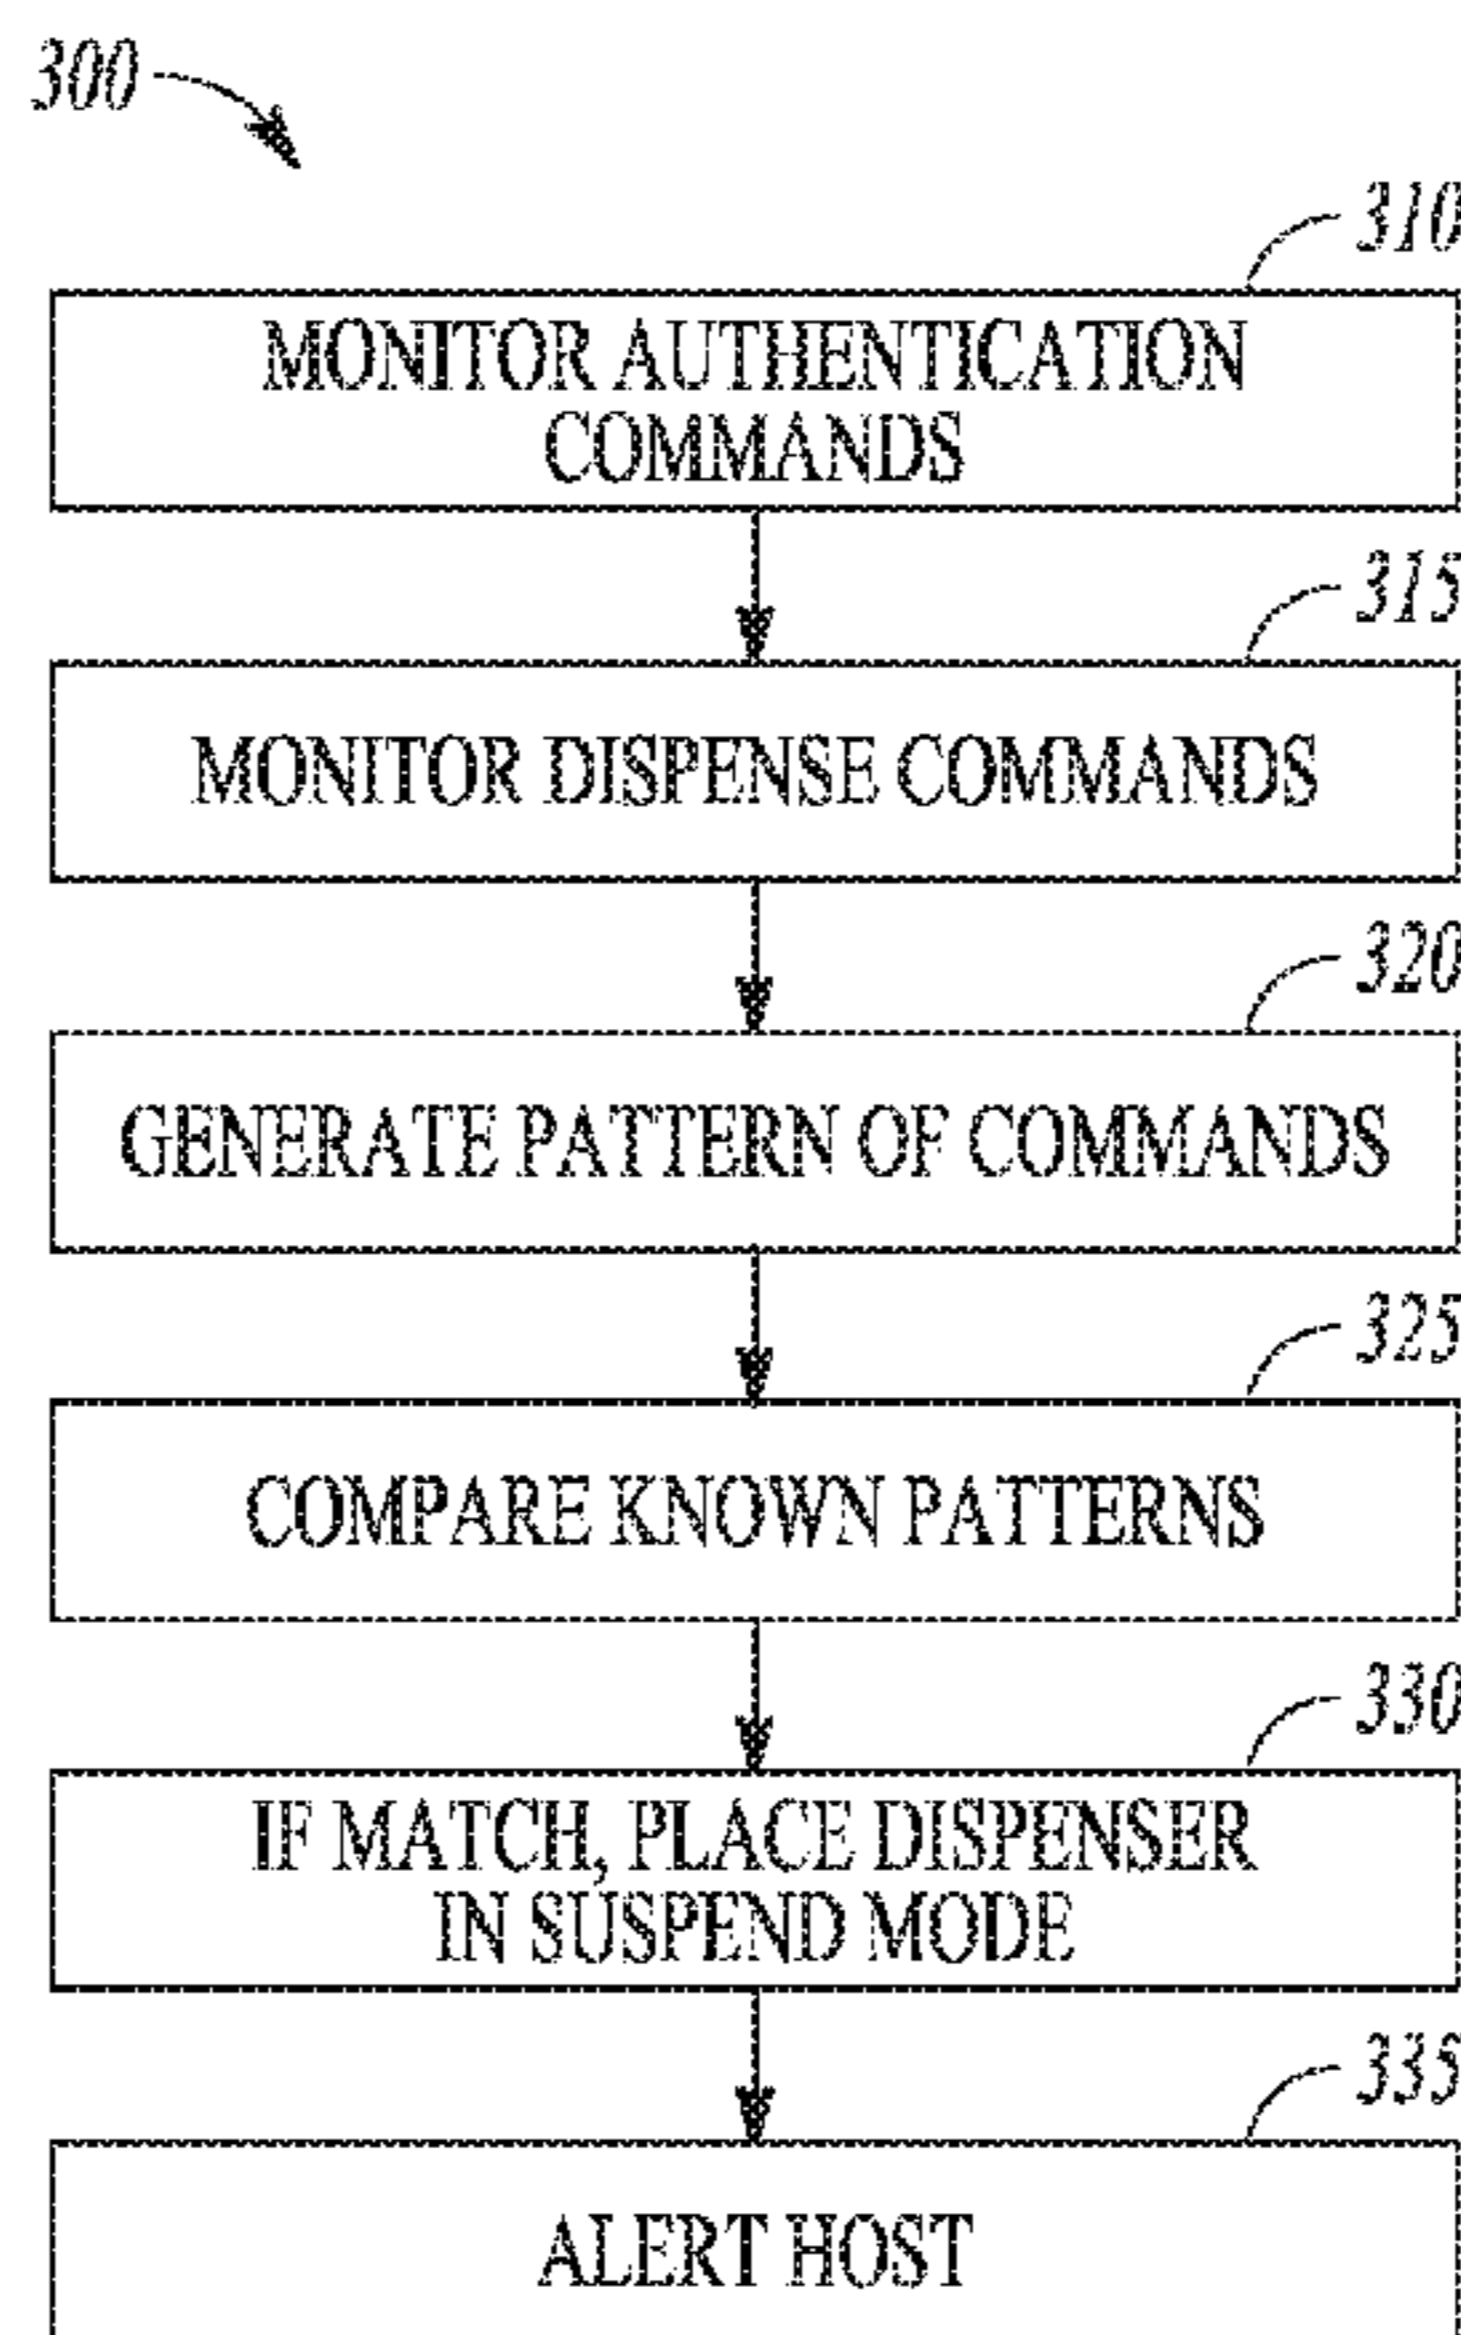 300
310
MONITOR AUTHENTICATION
COMMANDS
315
MONITOR DISPENSE COMMANDS
320
GENERATE PATTERN OF COMMANDS
325
COMPARE KNOWN PATTERNS
330
IF MATCH, PLACE DISPENSER
IN SUSPEND MODE
335
ALERT HOST